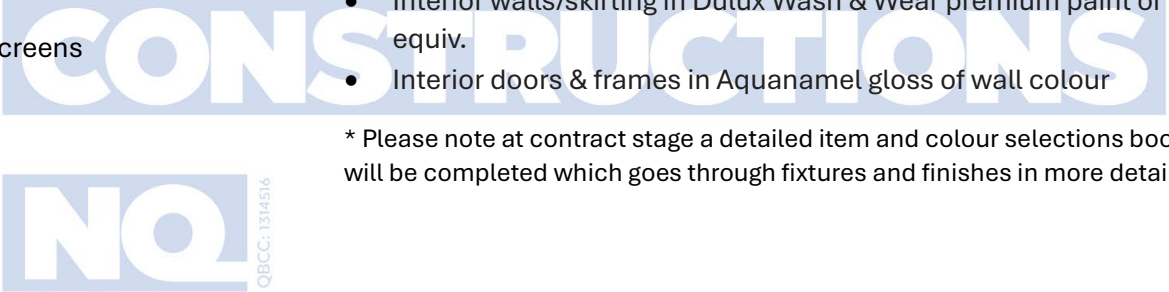 • Interior walls/skirting in Dulux Wash & Wear premium paint or
creens
equiv.
• Interior doors & frames in Aquanamel gloss of wall colour
CONSTRUCTIONS
* Please note at contract stage a detailed item and colour selections boo
will be completed which goes through fixtures and finishes in more detai
NQ
QBCC: 1314516